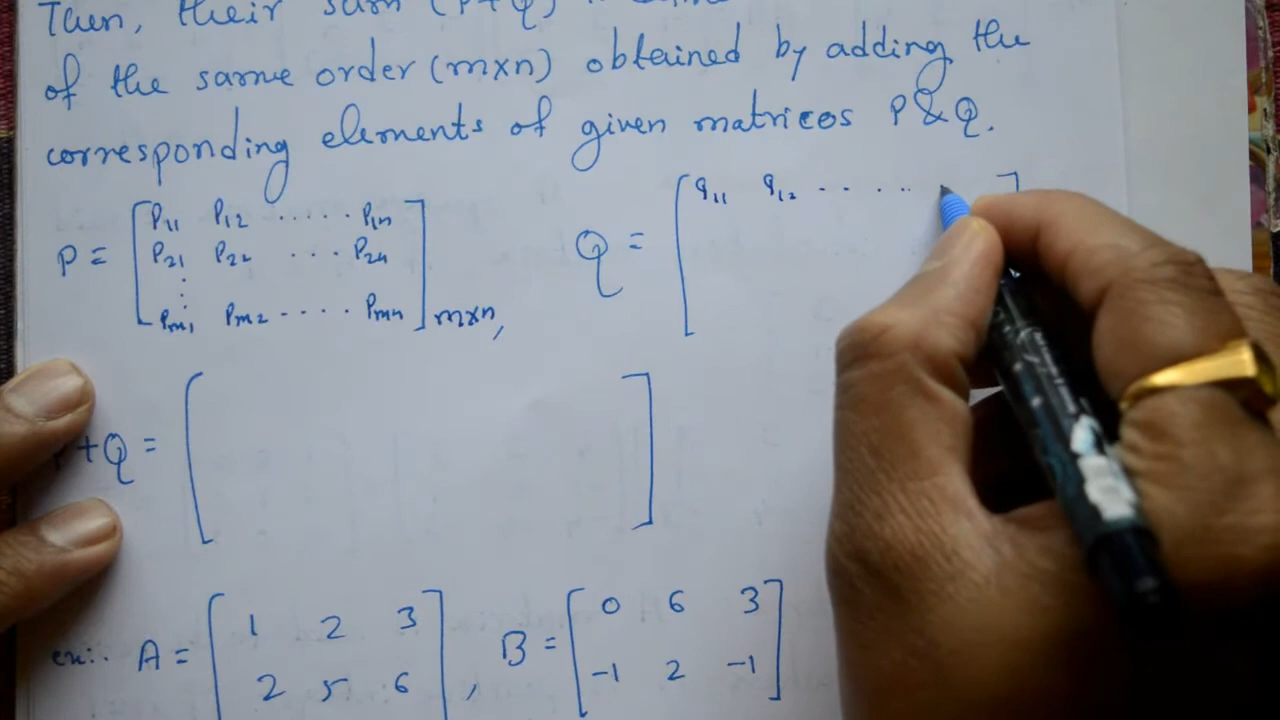 Then, their sum (P+Q)
of the same order (m×n) obtained by adding the
corresponding elements of given matrices P & Q.
P = [ P11 P12 ..... P1n
P21 P22 ... P2n
⋮
Pm1 Pm2 ..... Pmn ] m×n,
Q = [ q11 q12 ..... ]
+Q = [ ]
ex:. A = [ 1 2 3
2 5 6 ] , B = [ 0 6 3
-1 2 -1 ]